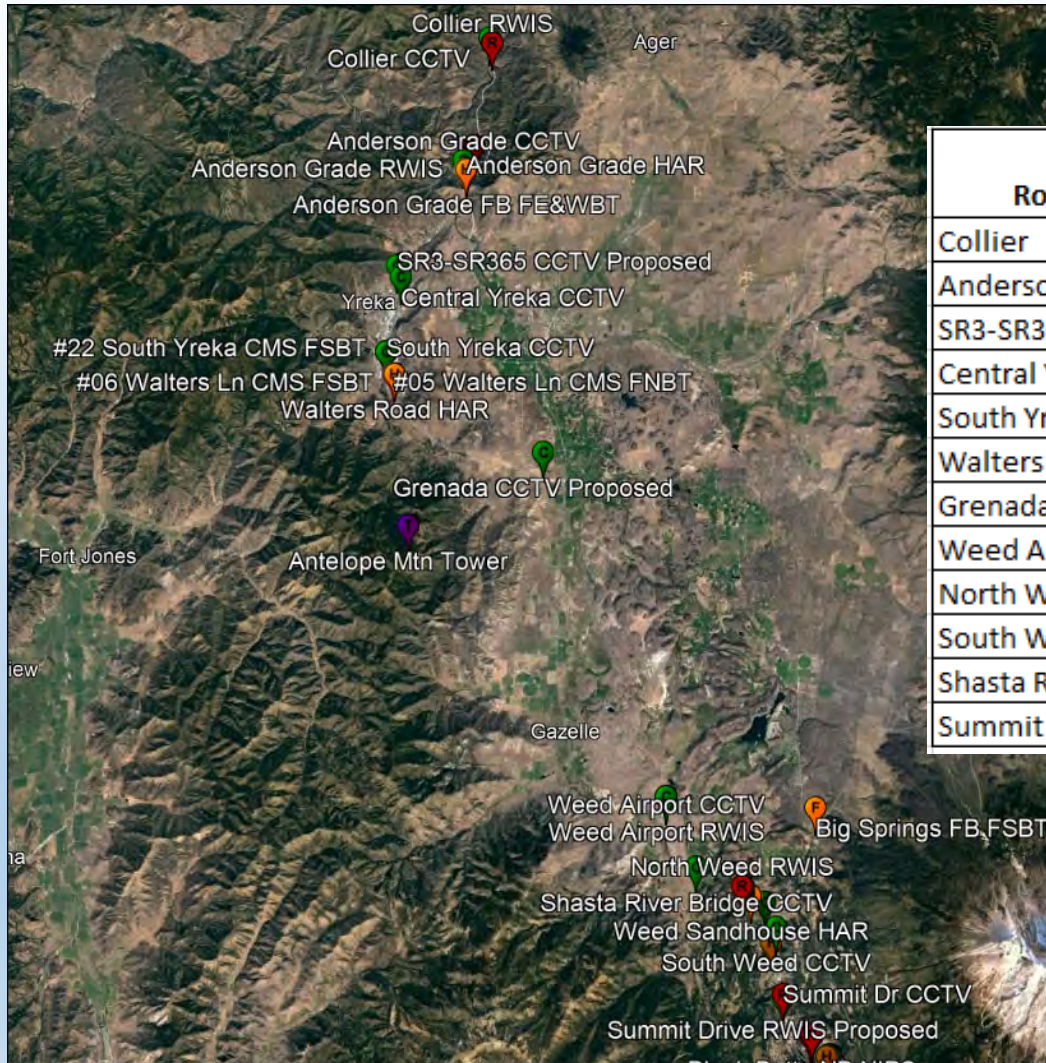 Collier RWIS
Ager
Collier CCTV
R
Anderson Grade CCTV
Anderson Grade RWIS
Anderson Grade HAR
Anderson Grade FB FE&WBT
SR3-SR365 CCTV Proposed
Yreka
Central Yreka CCTV
#22 South Yreka CMS FSBT
South Yreka CCTV
#06 Walters Ln CMS FSBT
#05 Walters Ln CMS FNBT
Walters Road HAR
C
Grenada CCTV Proposed
T
Antelope Mtn Tower
Fort Jones
Gazelle
C
Weed Airport CCTV
Weed Airport RWIS
F
Big Springs FB FSBT
North Weed RWIS
R
Shasta River Bridge CCTV
Weed Sandhouse HAR
South Weed CCTV
Summit Dr CCTV
Summit Drive RWIS Proposed
H
Ro
Collier
Anderso
SR3-SR3
Central
South Yr
Walters
Grenada
Weed A
North W
South W
Shasta R
Summit